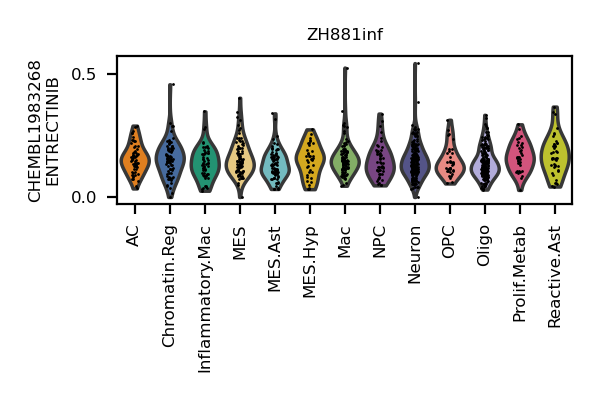 ZH881inf
CHEMBL1983268
ENTRECTINIB
0.5
0.0
AC
Chromatin.Reg
Inflammatory.Mac
MES
MES.Ast
MES.Hyp
Mac
NPC
Neuron
OPC
Oligo
Prolif.Metab
Reactive.Ast